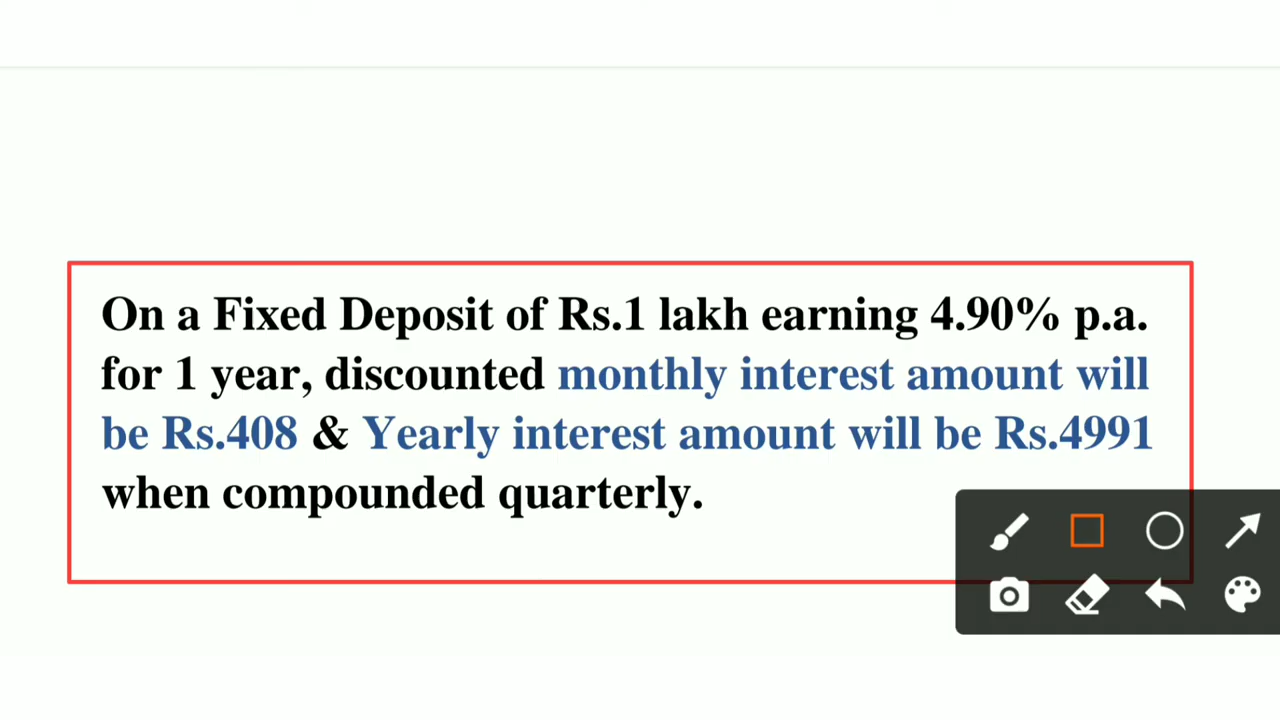 On a Fixed Deposit of Rs.1 lakh earning 4.90% p.a.
for 1 year, discounted monthly interest amount will
be Rs.408 & Yearly interest amount will be Rs.4991
when compounded quarterly.